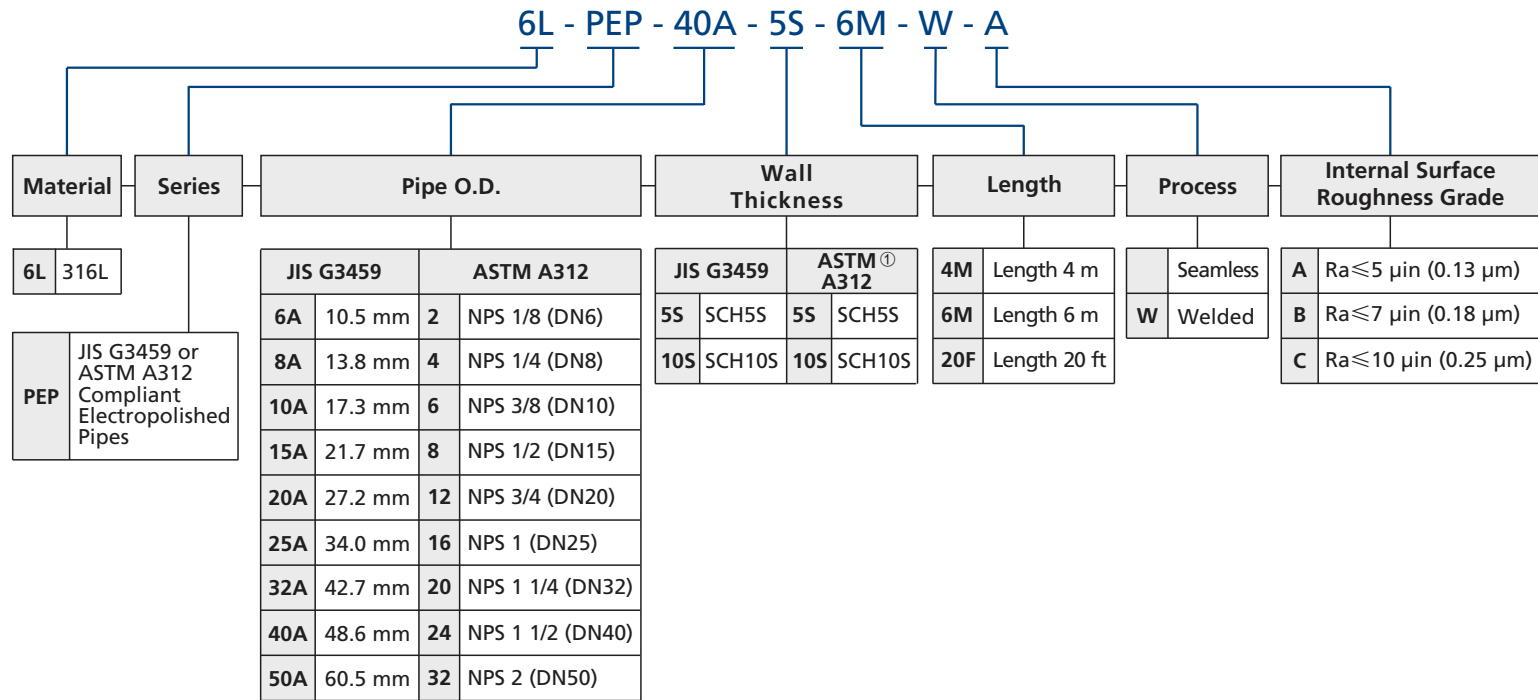 6L - PEP - 40A - 5S - 6M - W - A
Material
Series
Pipe O.D.
Wall
Thickness
Length
Process
Internal Surface
Roughness Grade
6L 316L
PEP
JIS G3459 or
ASTM A312
Compliant
Electropolished
Pipes
JIS G3459 ASTM A312
6A 10.5 mm 2 NPS 1/8 (DN6)
8A 13.8 mm 4 NPS 1/4 (DN8)
10A 17.3 mm 6 NPS 3/8 (DN10)
15A 21.7 mm 8 NPS 1/2 (DN15)
20A 27.2 mm 12 NPS 3/4 (DN20)
25A 34.0 mm 16 NPS 1 (DN25)
32A 42.7 mm 20 NPS 1 1/4 (DN32)
40A 48.6 mm 24 NPS 1 1/2 (DN40)
50A 60.5 mm 32 NPS 2 (DN50)
JIS G3459
ASTM ①
A312
5S SCH5S 5S SCH5S
10S SCH10S 10S SCH10S
4M Length 4 m
6M Length 6 m
20F Length 20 ft
Seamless
W Welded
A Ra≤5 μin (0.13 μm)
B Ra≤7 μin (0.18 μm)
C Ra≤10 μin (0.25 μm)